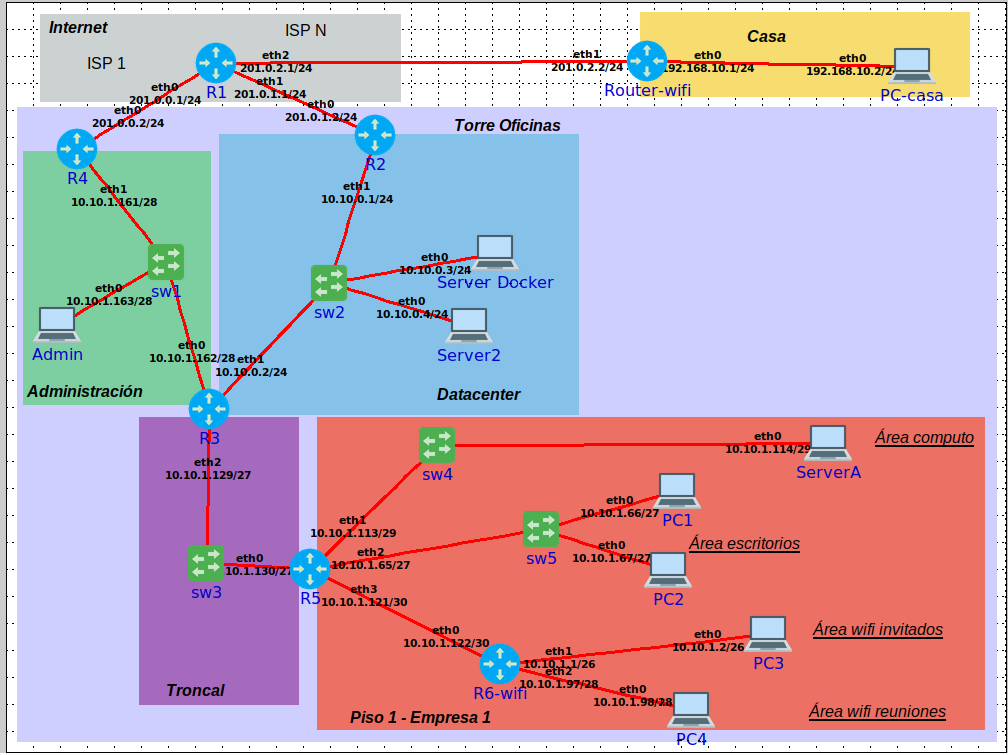 Internet
ISP N
ISP 1
R1
eth2
201.0.2.1/24
eth1
201.0.1.1/24
eth0
201.0.0.1/24
eth0
201.0.0.2/24
eth0
201.0.1.2/24
Casa
eth1
201.0.2.2/24
eth0
192.168.10.1/24
Router-wifi
eth0
192.168.10.2/24
PC-casa
Torre Oficinas
R4
R2
eth1
10.10.1.161/28
eth1
10.10.0.1/24
sw1
eth0
10.10.1.163/28
Admin
eth0
10.10.1.162/28
Administración
sw2
eth0
10.10.0.3/24
Server Docker
eth0
10.10.0.4/24
Server2
eth1
10.10.0.2/24
Datacenter
R3
eth2
10.10.1.129/27
sw3
eth0
0.1.130/27
Troncal
R5
sw4
eth0
10.10.1.114/29
ServerA
Área computo
eth1
10.10.1.113/29
eth2
10.10.1.65/27
sw5
eth0
10.10.1.66/27
PC1
eth0
10.10.1.67/27
PC2
Área escritorios
eth3
10.10.1.121/30
eth0
10.10.1.122/30
R6-wifi
eth1
10.10.1.1/26
eth2
10.10.1.97/28
eth0
10.10.1.2/26
PC3
Área wifi invitados
eth0
10.10.1.98/28
PC4
Área wifi reuniones
Piso 1 - Empresa 1